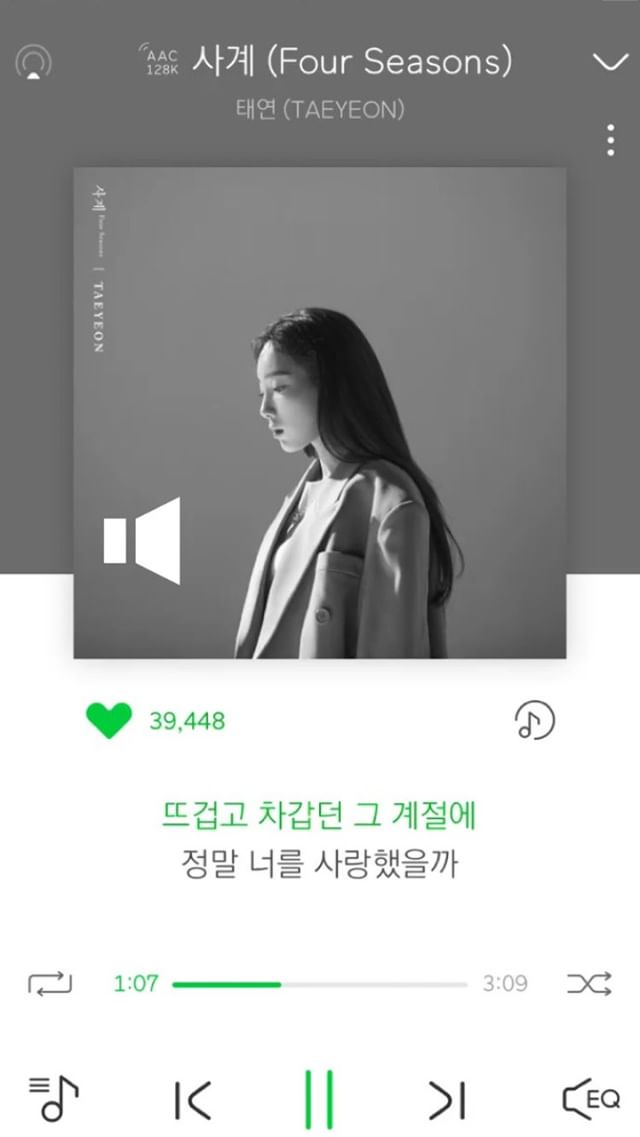 AAC
128K
사계 (Four Seasons)
태연 (TAEYEON)
사계 Four Seasons | TAEYEON
39,448
뜨겁고 차갑던 그 계절에
정말 너를 사랑했을까
1:07
3:09
EQ